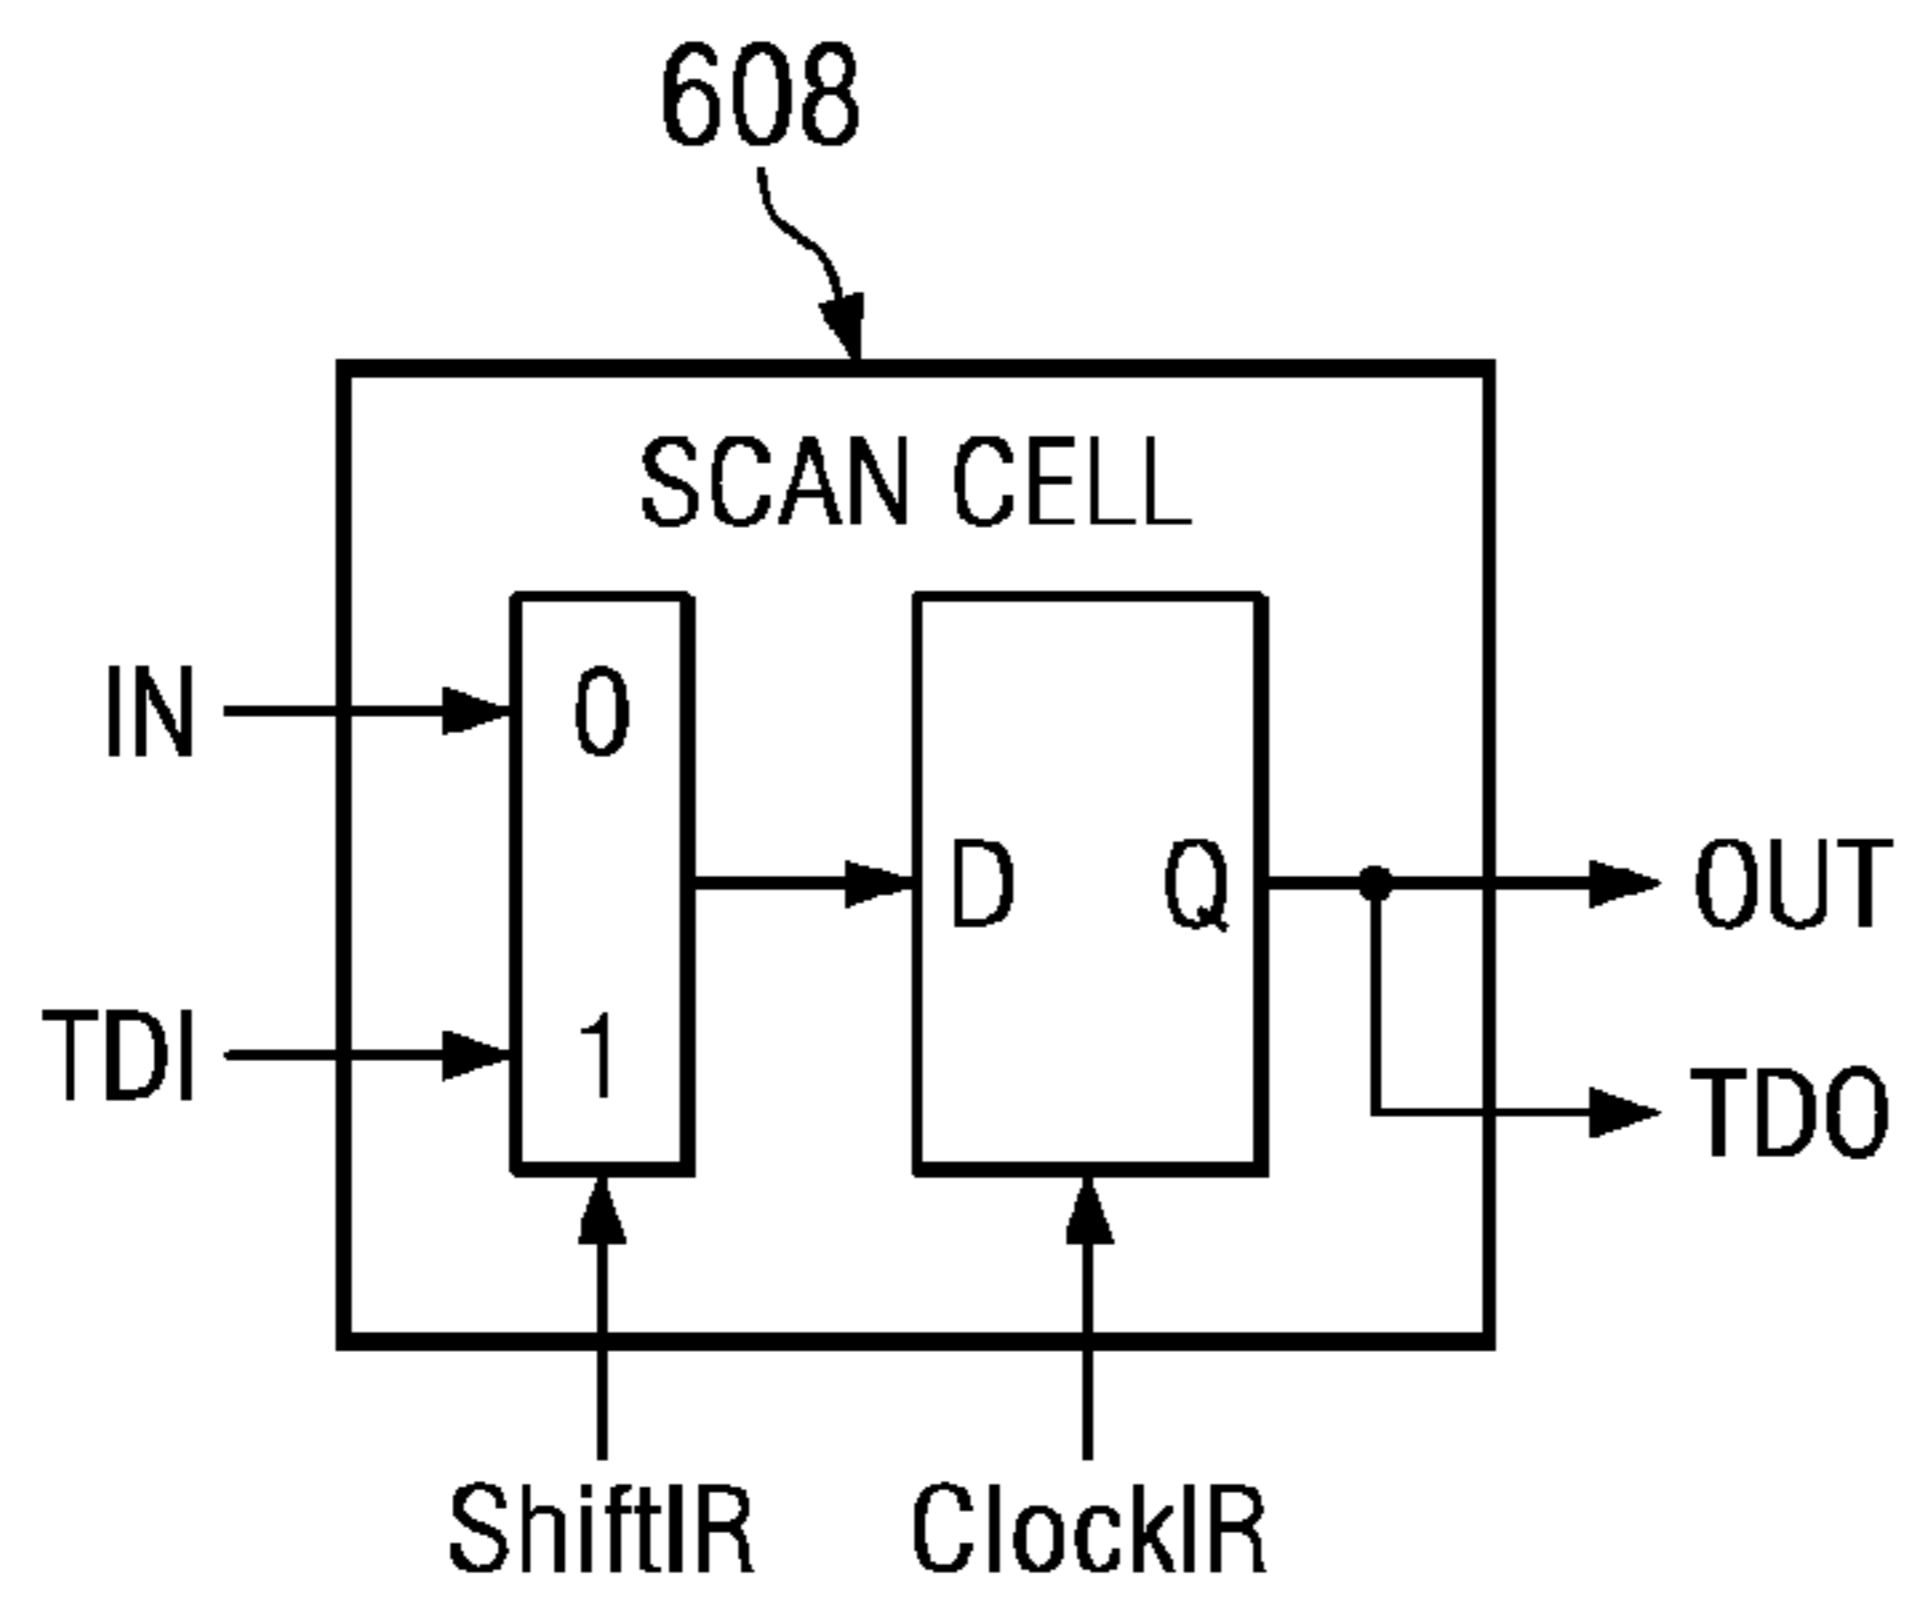 608
SCAN CELL
IN
0
D
Q
OUT
TDI
1
TDO
ShiftIR
ClockIR